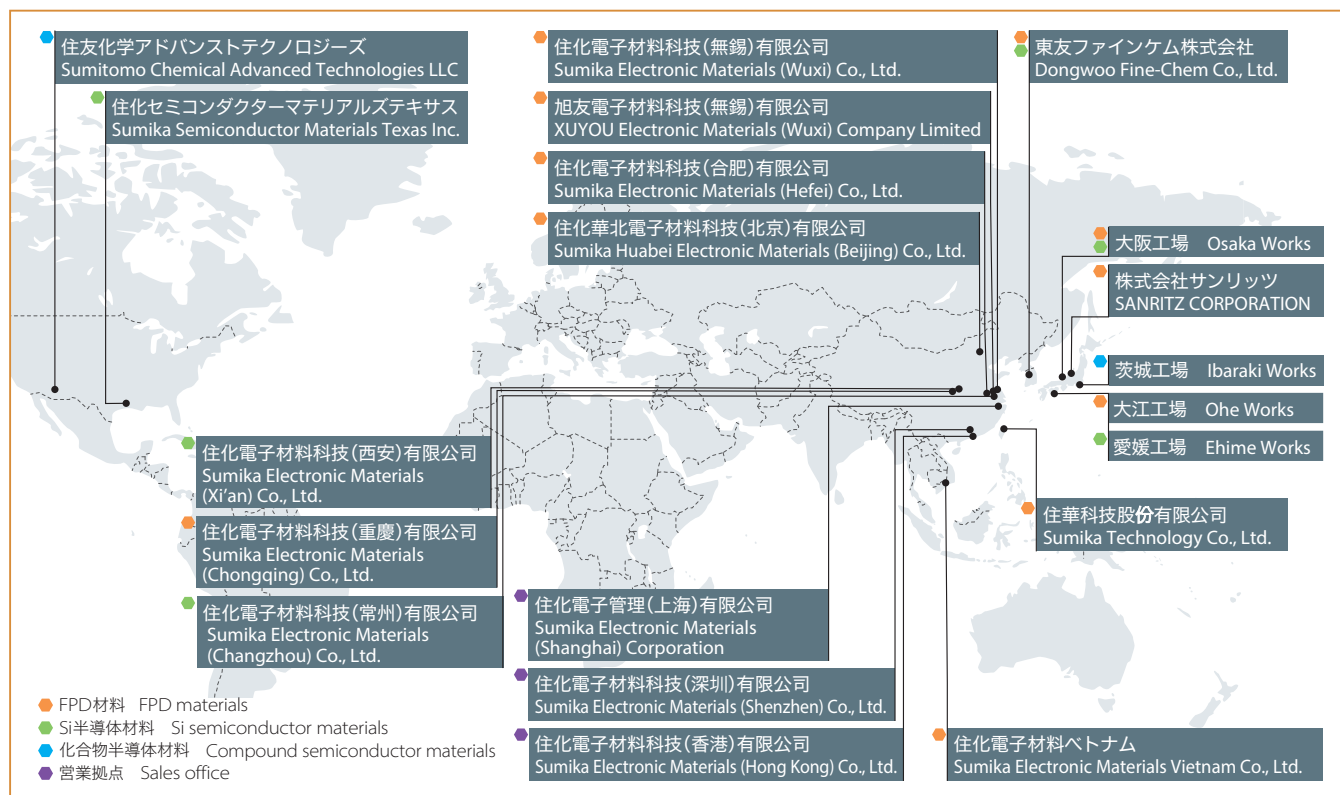 住友化学アドバンストテクノロジーズ
Sumitomo Chemical Advanced Technologies LLC
住化セミコンダクターマテリアルズテキサス
Sumika Semiconductor Materials Texas Inc.
住化電子材料科技(無錫)有限公司
Sumika Electronic Materials (Wuxi) Co., Ltd.
旭友電子材料科技(無錫)有限公司
XUYOU Electronic Materials (Wuxi) Company Limited
住化電子材料科技(合肥)有限公司
Sumika Electronic Materials (Hefei) Co., Ltd.
住化華北電子材料科技(北京)有限公司
Sumika Huabei Electronic Materials (Beijing) Co., Ltd.
東友ファインケム株式会社
Dongwoo Fine-Chem Co., Ltd.
大阪工場 Osaka Works
株式会社サンリッツ
SANRITZ CORPORATION
茨城工場 Ibaraki Works
大江工場 Ohe Works
愛媛工場 Ehime Works
住華科技股份有限公司
Sumika Technology Co., Ltd.
住化電子材料科技(西安)有限公司
Sumika Electronic Materials
(Xi’an) Co., Ltd.
住化電子材料科技(重慶)有限公司
Sumika Electronic Materials
(Chongqing) Co., Ltd.
住化電子材料科技(常州)有限公司
Sumika Electronic Materials
(Changzhou) Co., Ltd.
住化電子管理(上海)有限公司
Sumika Electronic Materials
(Shanghai) Corporation
住化電子材料科技(深圳)有限公司
Sumika Electronic Materials (Shenzhen) Co., Ltd.
住化電子材料科技(香港)有限公司
Sumika Electronic Materials (Hong Kong) Co., Ltd.
住化電子材料ベトナム
Sumika Electronic Materials Vietnam Co., Ltd.
FPD材料 FPD materials
Si半導体材料 Si semiconductor materials
化合物半導体材料 Compound semiconductor materials
営業拠点 Sales office